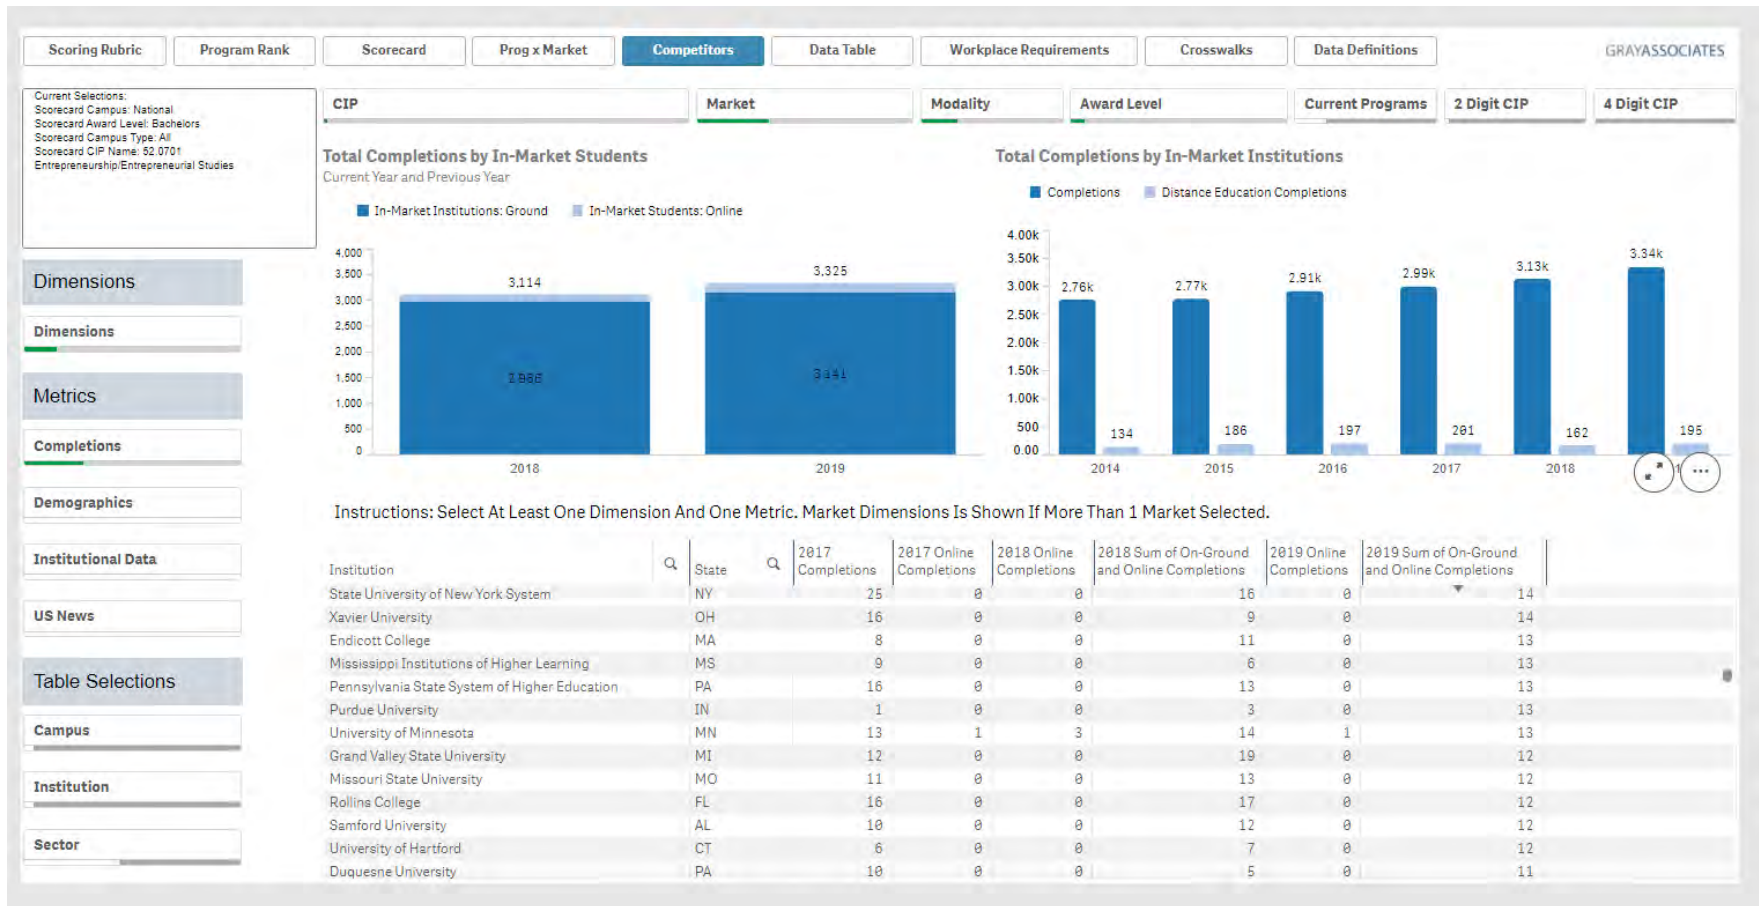 Scoring Rubric
Program Rank
Scorecard
Prog x Market
Competitors
Data Table
Workplace Requirements
Crosswalks
Data Definitions
GRAYASSOCIATES
Current Selections:
Scorecard Campus: National
Scorecard Award Level: Bachelors
Scorecard Campus Type: All
Scorecard CIP Name: 52.0701
Entrepreneurship/Entrepreneurial Studies
CIP
Market
Modality
Award Level
Current Programs
2 Digit CIP
4 Digit CIP
Dimensions
Dimensions
Metrics
Completions
Demographics
Institutional Data
US News
Table Selections
Campus
Institution
Sector
Total Completions by In-Market Students
Current Year and Previous Year
In-Market Institutions: Ground In-Market Students: Online
4,000
3,500
3,000
2,500
2,000
1,500
1,000
500
0
3,114
3,325
2018 2019
Total Completions by In-Market Institutions
Completions Distance Education Completions
4.00k
3.50k
3.00k
2.50k
2.00k
1.50k
1.00k
500
0.00
2.76k 2.77k 2.91k 2.99k 3.13k 3.34k
134 186 197 201 162 195
2014 2015 2016 2017 2018
Instructions: Select At Least One Dimension And One Metric. Market Dimensions Is Shown If More Than 1 Market Selected.
Institution State 2017 Completions 2017 Online Completions 2018 Online Completions 2018 Sum of On-Ground and Online Completions 2019 Online Completions 2019 Sum of On-Ground and Online Completions
State University of New York System NY 25 0 0 16 0 14
Xavier University OH 16 0 0 9 0 14
Endicott College MA 8 0 0 11 0 13
Mississippi Institutions of Higher Learning MS 9 0 0 6 0 13
Pennsylvania State System of Higher Education PA 16 0 0 13 0 13
Purdue University IN 1 0 0 3 0 13
University of Minnesota MN 13 1 3 14 1 13
Grand Valley State University MI 12 0 0 19 0 12
Missouri State University MO 11 0 0 13 0 12
Rollins College FL 16 0 0 17 0 12
Samford University AL 10 0 0 12 0 12
University of Hartford CT 6 0 0 7 0 12
Duquesne University PA 10 0 0 5 0 11